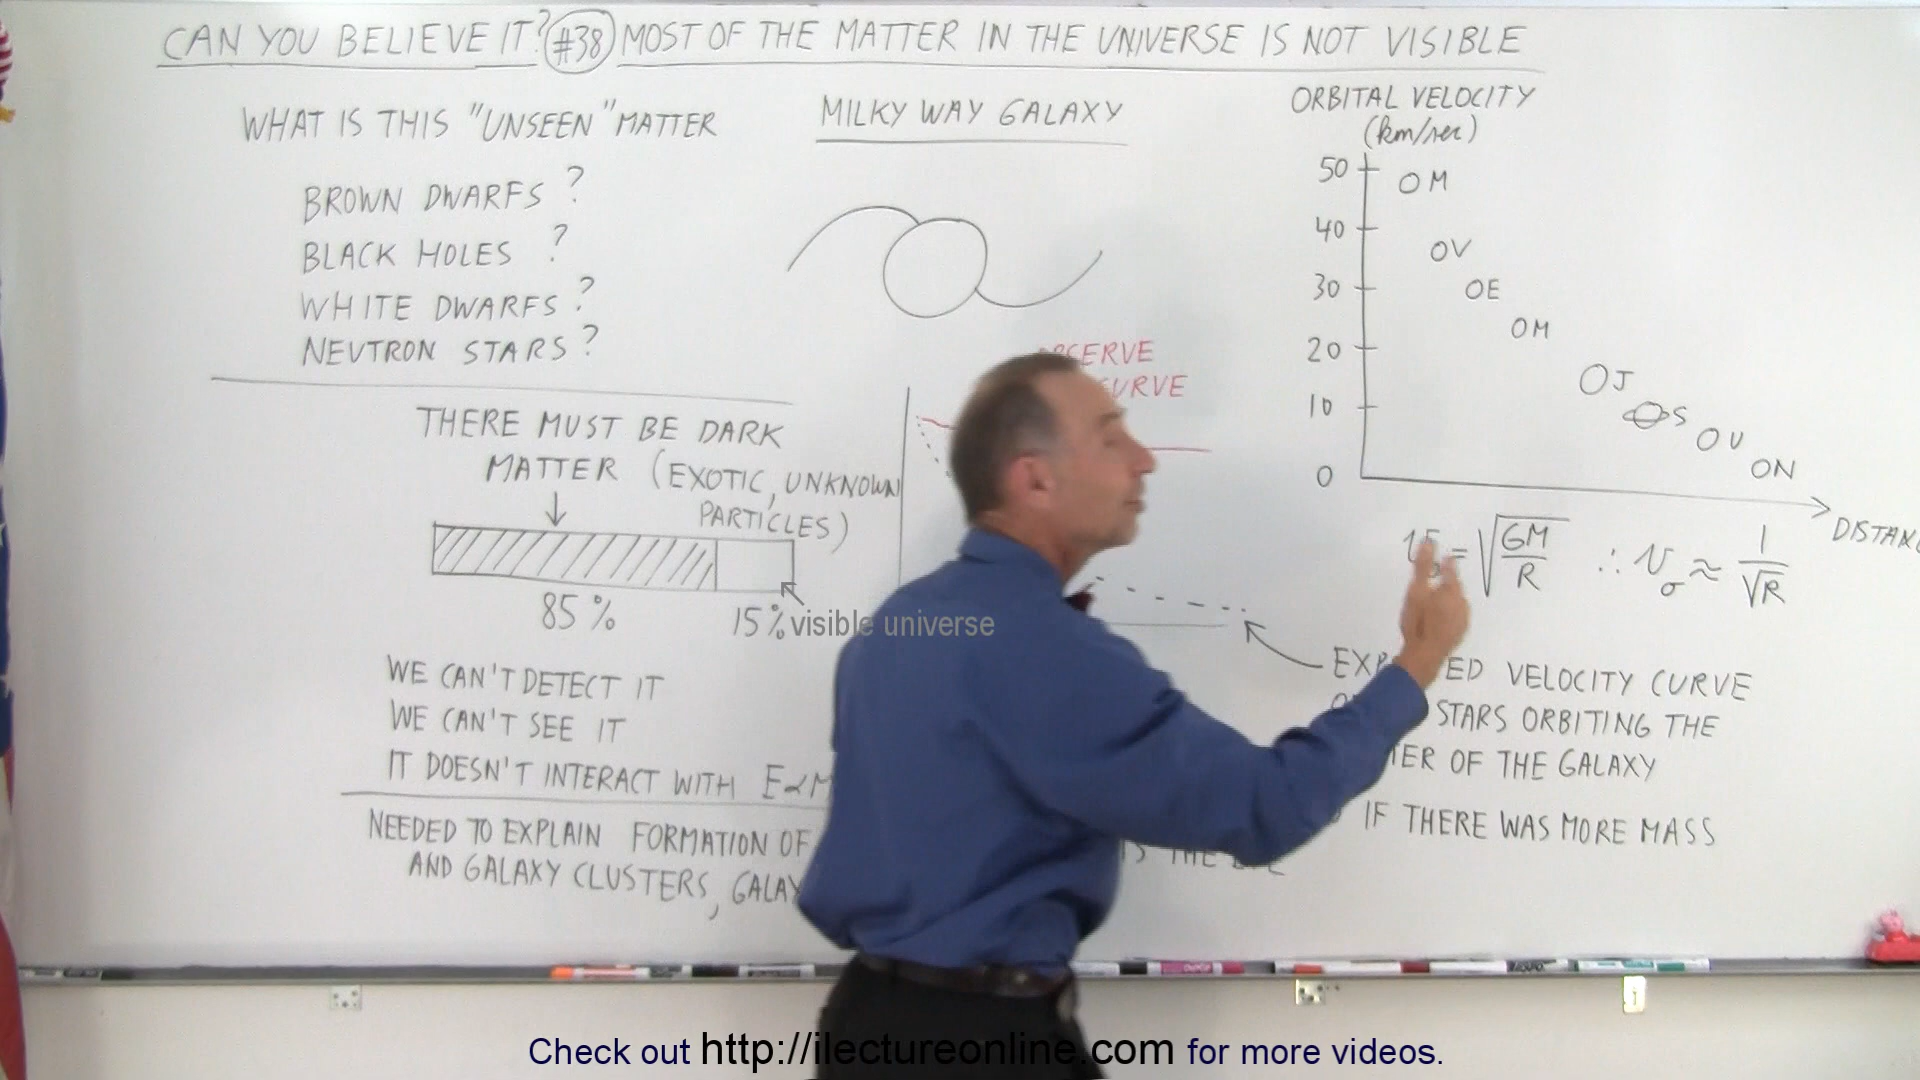 CAN YOU BELIEVE IT? #38 MOST OF THE MATTER IN THE UNIVERSE IS NOT VISIBLE
WHAT IS THIS "UNSEEN" MATTER
BROWN DWARFS ?
BLACK HOLES ?
WHITE DWARFS ?
NEUTRON STARS ?
THERE MUST BE DARK
MATTER (EXOTIC, UNKNOWN
PARTICLES)
85% 15% visible universe
WE CAN'T DETECT IT
WE CAN'T SEE IT
IT DOESN'T INTERACT WITH
NEEDED TO EXPLAIN FORMATION OF
AND GALAXY CLUSTERS,
MILKY WAY GALAXY
ORBITAL VELOCITY
(km/sec)
50 O M
40 O V
30 O E
O M
20 O J
10 O S
O U
0 O N
= √GM/R ∴ v₀ ≈ 1/√R
VELOCITY CURVE
STARS ORBITING THE
OF THE GALAXY
IF THERE WAS MORE MASS
THE
Check out http://ilectureonline.com for more videos.